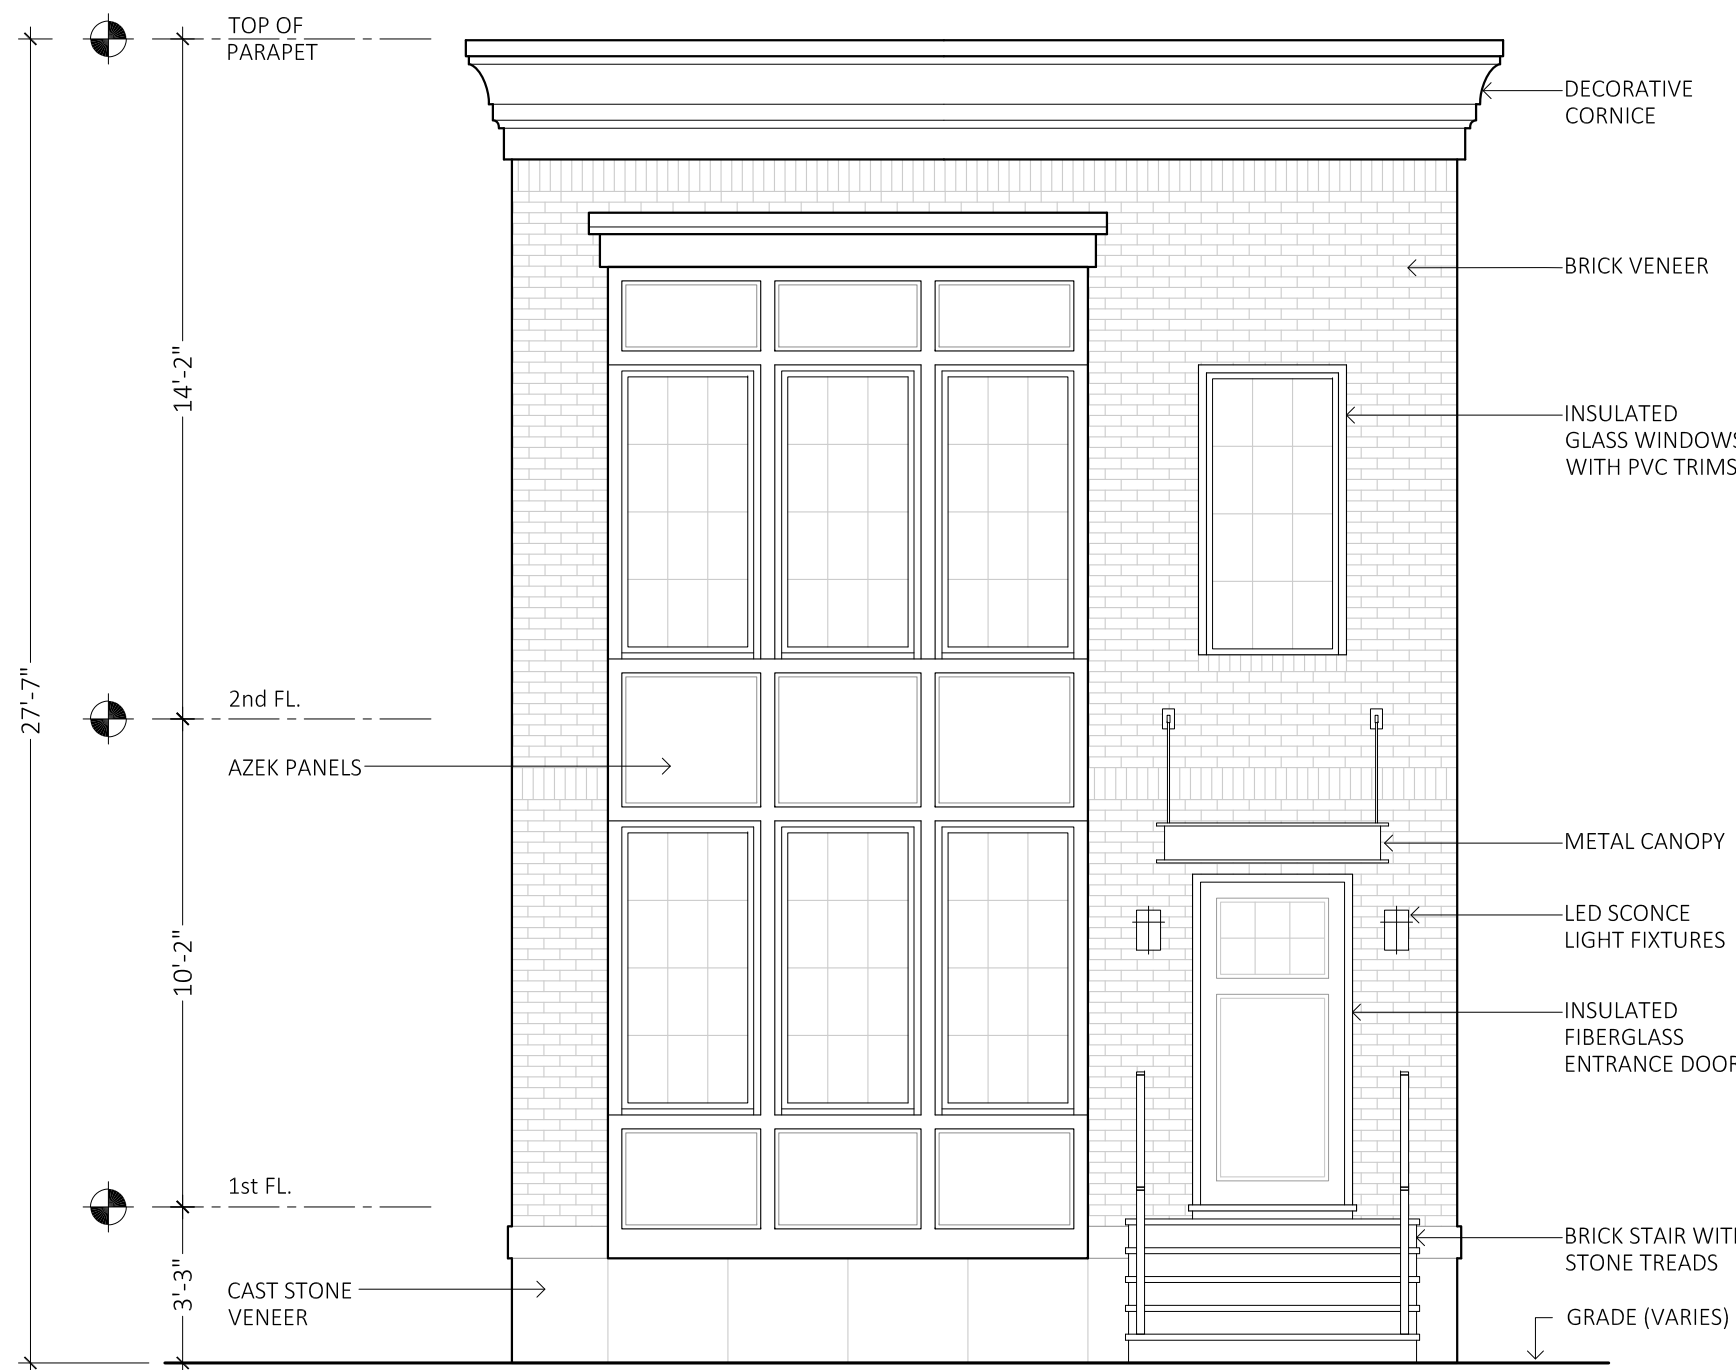 TOP OF
PARAPET
DECORATIVE
CORNICE
BRICK VENEER
14'-2"
INSULATED
GLASS WINDOWS
WITH PVC TRIMS
27'-7"
2nd FL.
AZEK PANELS
METAL CANOPY
LED SCONCE
LIGHT FIXTURES
10'-2"
INSULATED
FIBERGLASS
ENTRANCE DOOR
1st FL.
BRICK STAIR WITH
STONE TREADS
3'-3"
CAST STONE
VENEER
GRADE (VARIES)